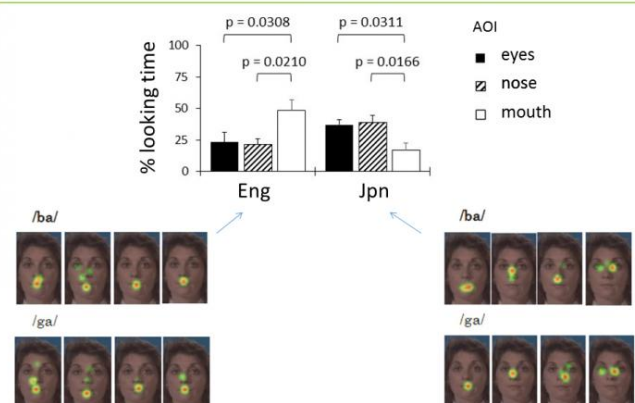 p = 0.0308
p = 0.0311
AOI
p = 0.0210
p = 0.0166
eyes
nose
mouth
% looking time
100
75
50
25
0
Eng
Jpn
/ba/
/ba/
/ga/
/ga/